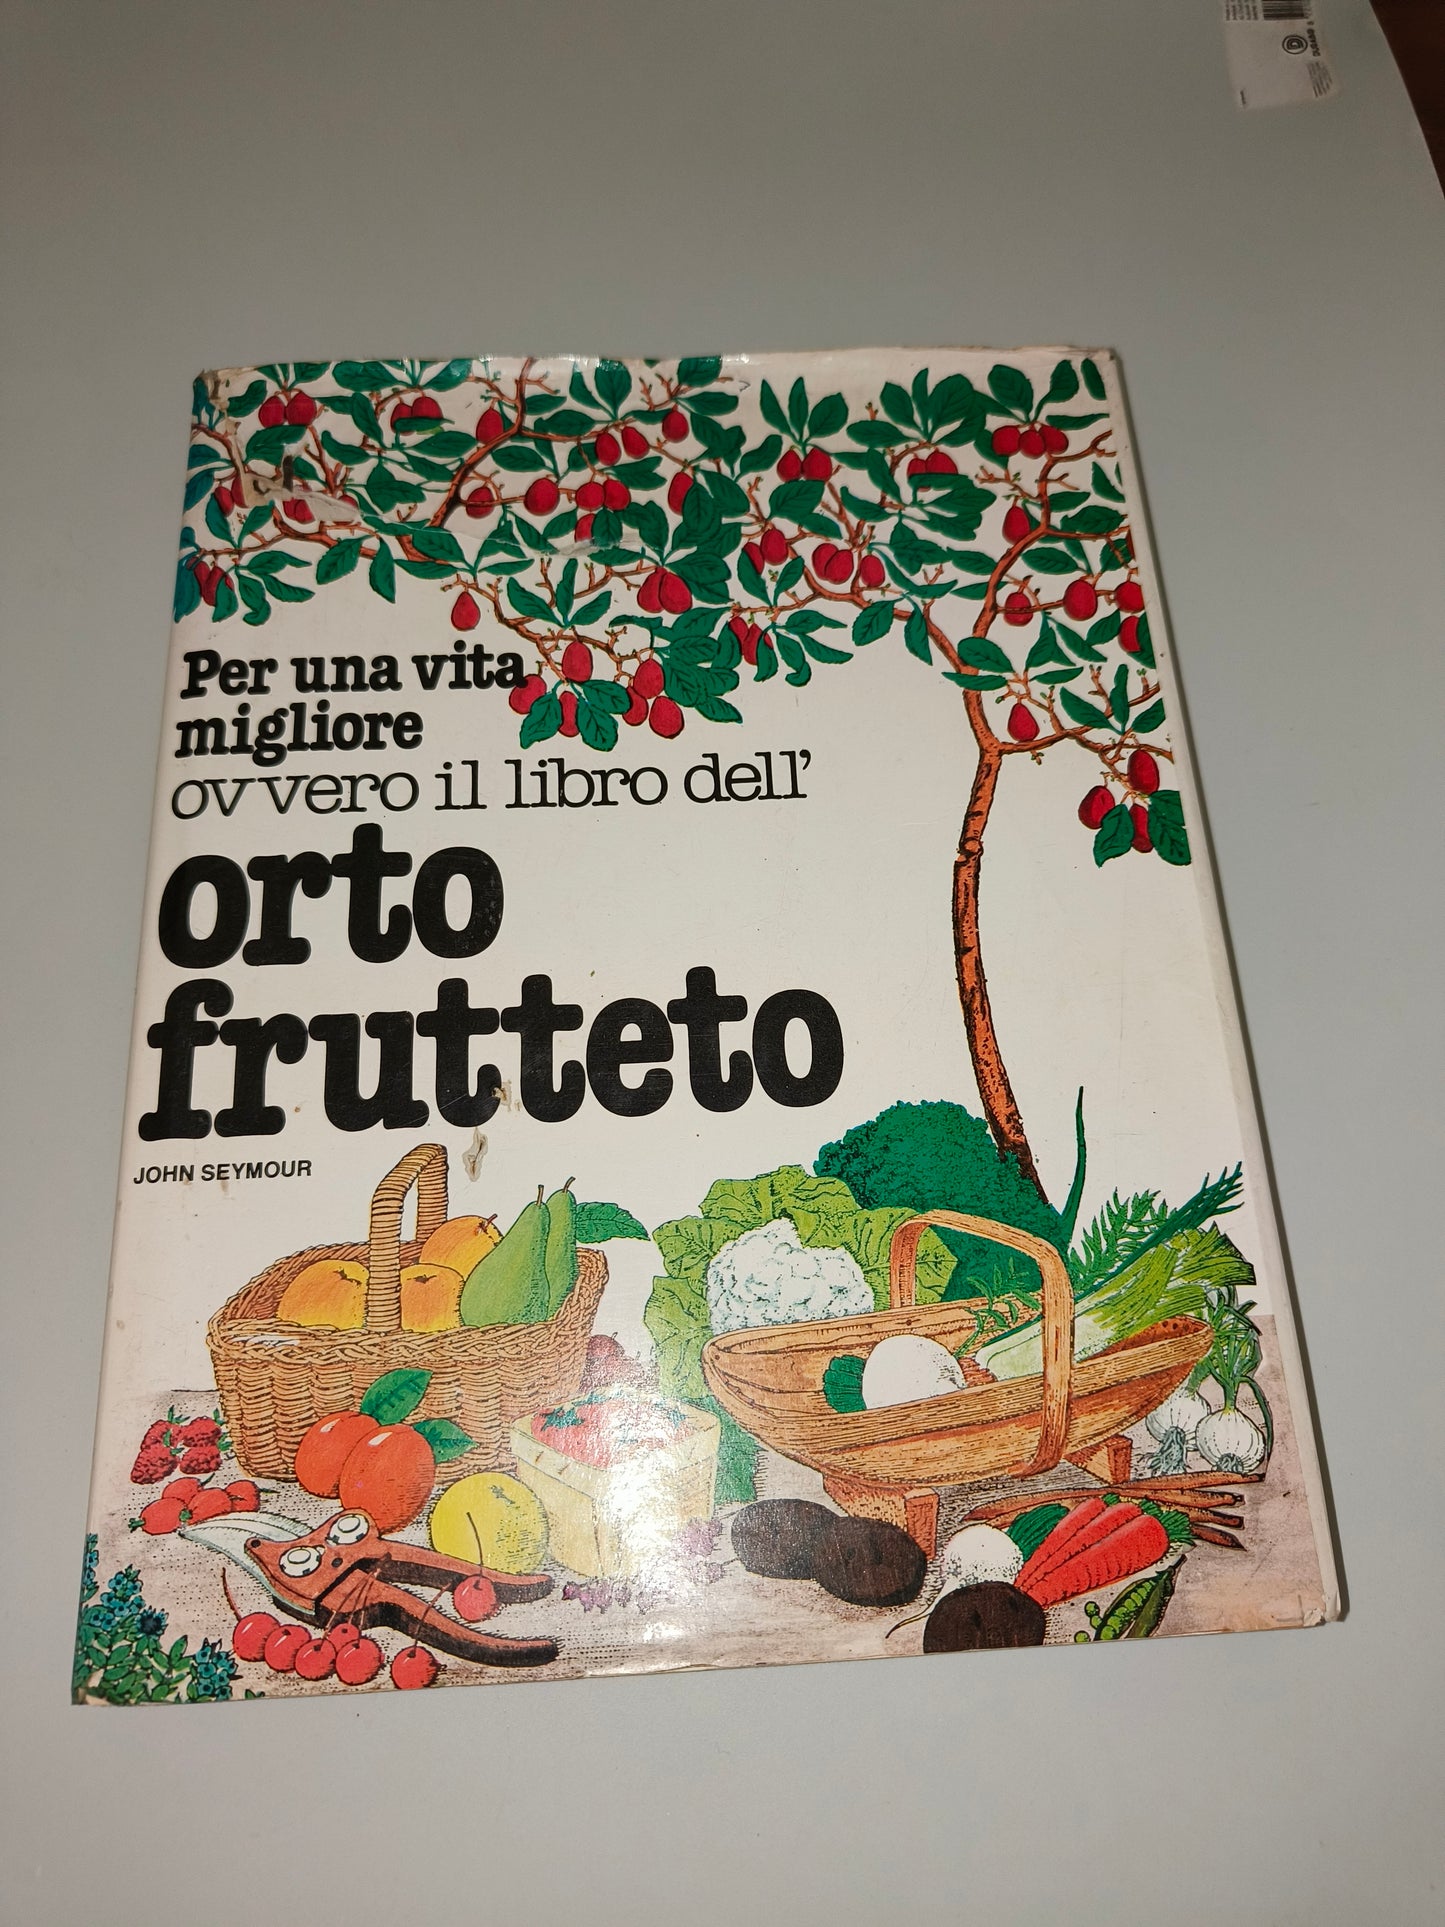 Per una vita
migliore
ovvero il libro dell'
orto
frutteto
JOHN SEYMOUR